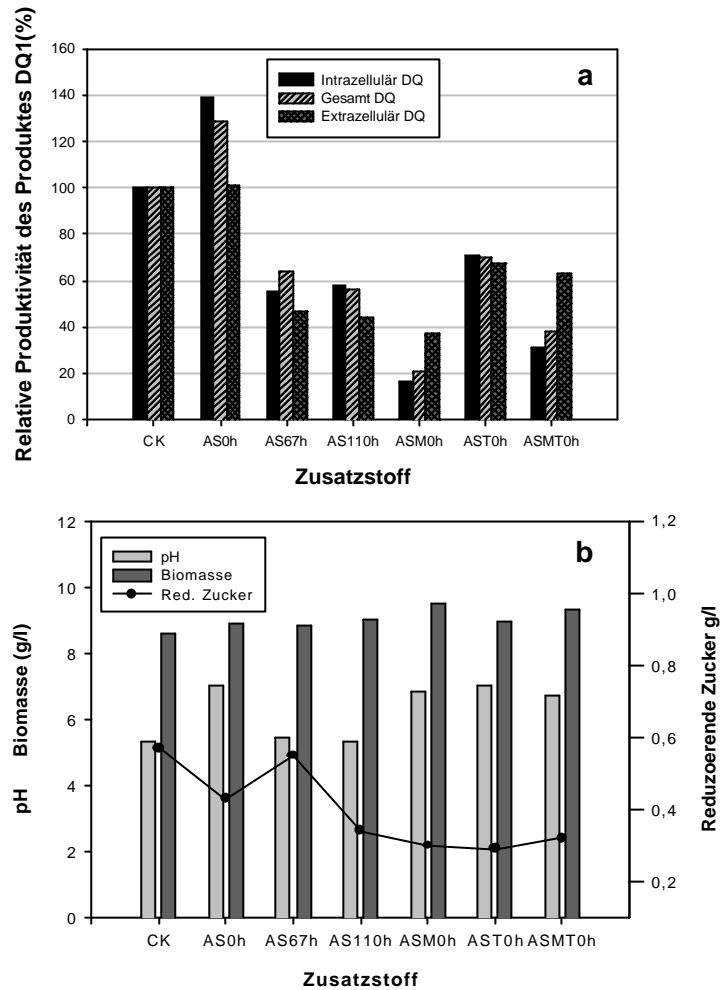 Relative Produktivität des Produktes DQ1(%)
160
140
120
100
80
60
40
20
0
a
Intrazellulär DQ
Gesamt DQ
Extrazellulär DQ
CK AS0h AS67h AS110h ASM0h AST0h ASMT0h
Zusatzstoff
pH Biomasse (g/l)
12
10
8
6
4
2
0
b
pH
Biomasse
Red. Zucker
1,2
1,0
0,8
0,6
0,4
0,2
Reduzoerende Zucker g/l
CK AS0h AS67h AS110h ASM0h AST0h ASMT0h
Zusatzstoff